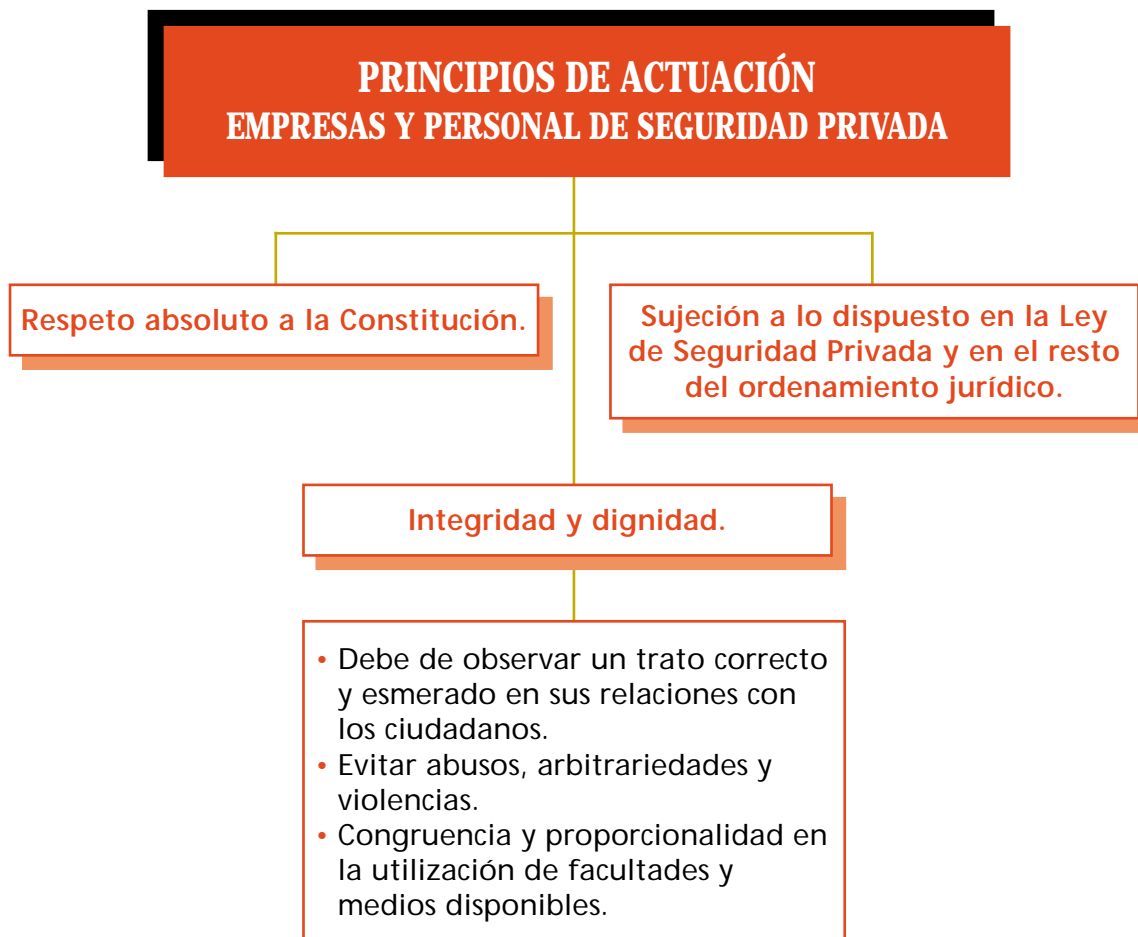 PRINCIPIOS DE ACTUACIÓN
EMPRESAS Y PERSONAL DE SEGURIDAD PRIVADA
Respeto absoluto a la Constitución.
Sujeción a lo dispuesto en la Ley
de Seguridad Privada y en el resto
del ordenamiento jurídico.
Integridad y dignidad.
• Debe de observar un trato correcto
y esmerado en sus relaciones con
los ciudadanos.
• Evitar abusos, arbitrariedades y
violencias.
• Congruencia y proporcionalidad en
la utilización de facultades y
medios disponibles.